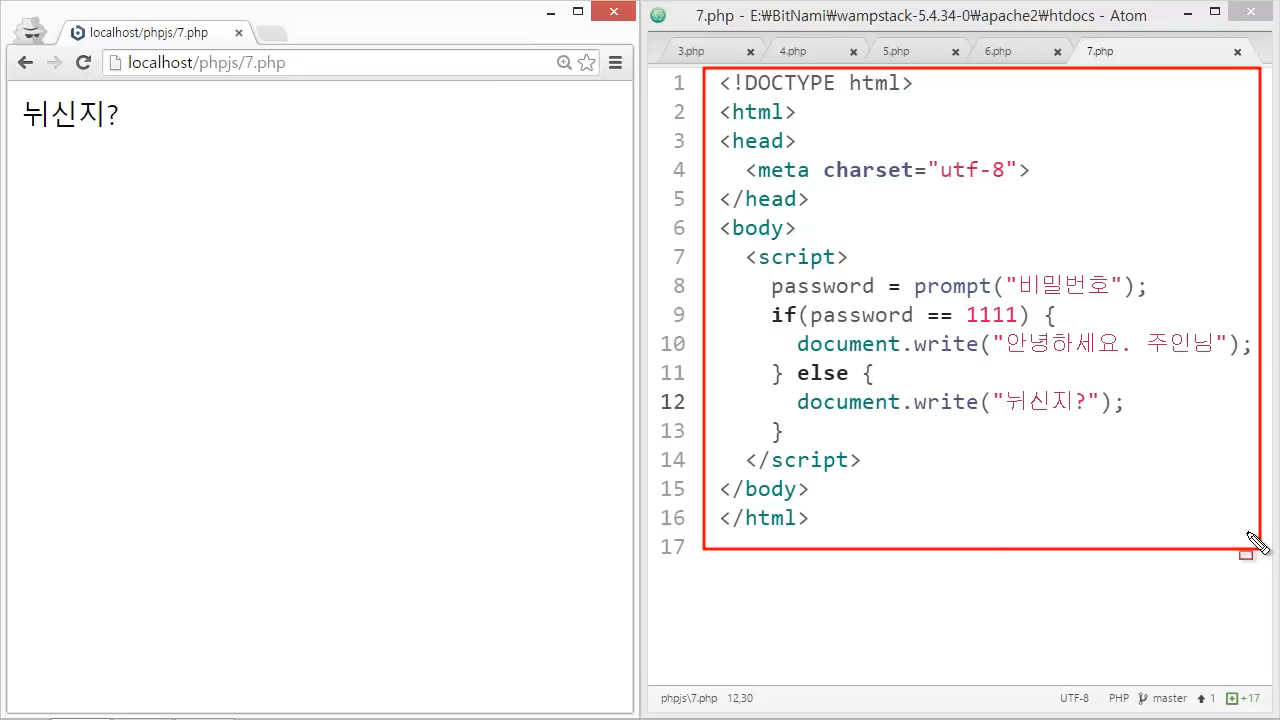 localhost/phpjs/7.php
localhost/phpjs/7.php
뉘신지?
7.php - E:₩BitNami₩wampstack-5.4.34-0₩apache2₩htdocs - Atom
3.php
4.php
5.php
6.php
7.php
1 <!DOCTYPE html>
2 <html>
3 <head>
4 <meta charset="utf-8">
5 </head>
6 <body>
7 <script>
8 password = prompt("비밀번호");
9 if(password == 1111) {
10 document.write("안녕하세요. 주인님");
11 } else {
12 document.write("뉘신지?");
13 }
14 </script>
15 </body>
16 </html>
17
phpjs\7.php 12,30 UTF-8 PHP master 1 +17